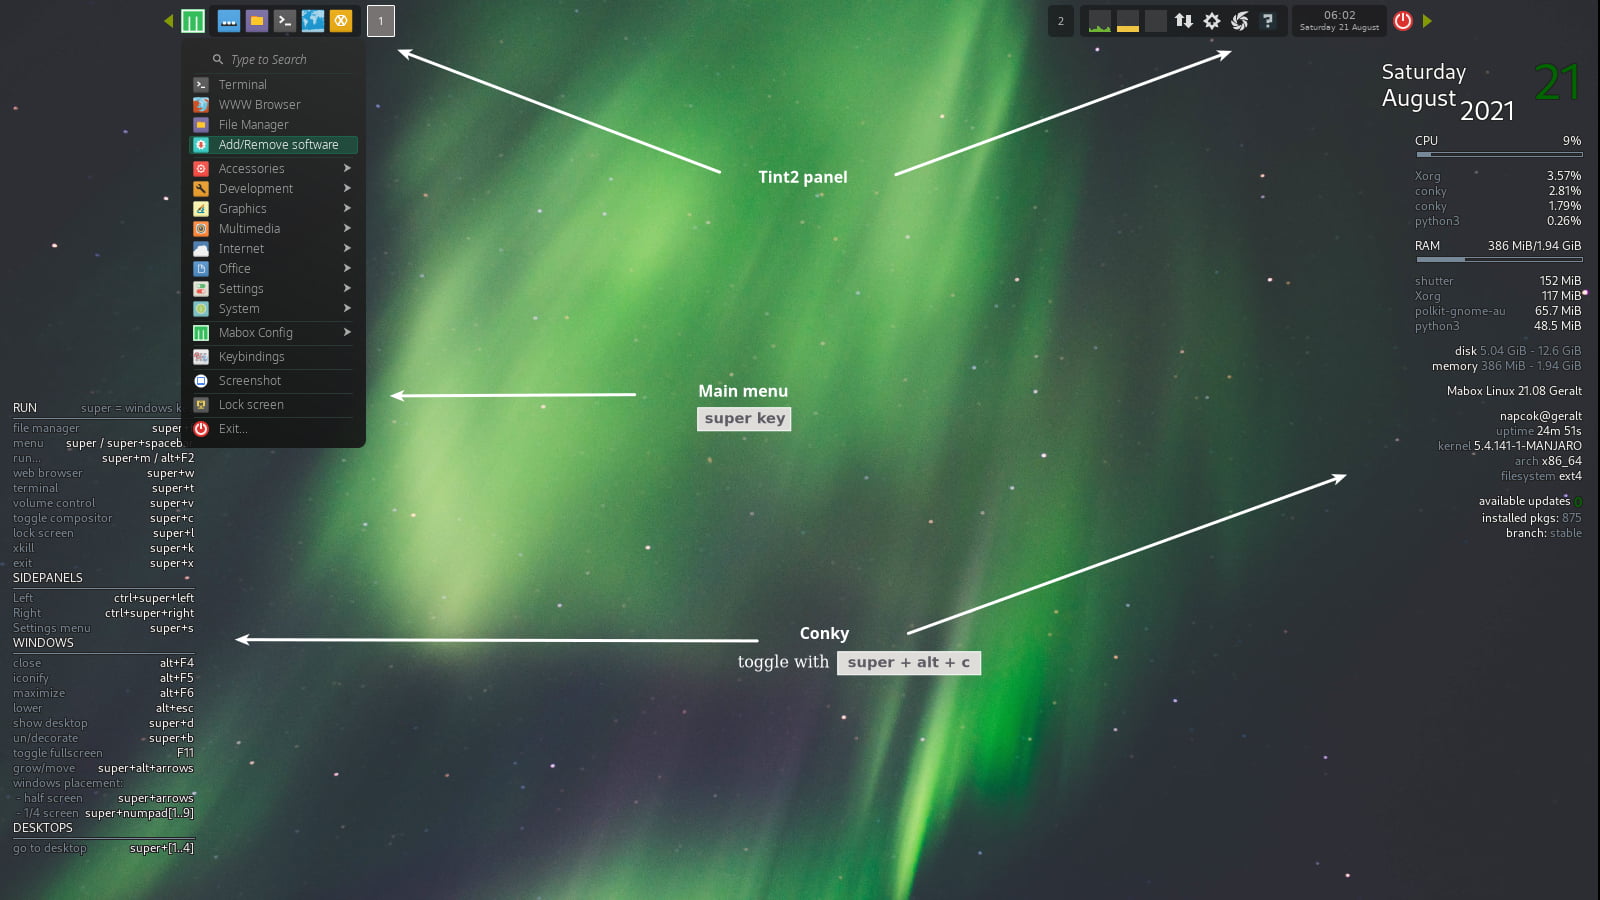 1
2
06:02
Saturday 21 August
Type to Search
Terminal
WWW Browser
File Manager
Add/Remove software
Accessories
Development
Graphics
Multimedia
Internet
Office
Settings
System
Mabox Config
Keybindings
Screenshot
Lock screen
Exit...
Tint2 panel
Main menu
super key
Conky
toggle with super + alt + c
RUN super = windows
file manager super
menu super / super+spaceb
run... super+m / alt+F2
web browser super+w
terminal super+t
volume control super+v
toggle compositor super+c
lock screen super+l
xkill super+k
exit super+x
SIDEPANELS
Left ctrl+super+left
Right ctrl+super+right
Settings menu super+s
WINDOWS
close alt+F4
iconify alt+F5
maximize alt+F6
lower alt+esc
show desktop super+d
un/decorate super+b
toggle fullscreen F11
grow/move super+alt+arrows
windows placement:
- half screen super+arrows
- 1/4 screen super+numpad[1..9]
DESKTOPS
go to desktop super+[1..4]
Saturday 21
August 2021
CPU 9%
Xorg 3.57%
conky 2.81%
conky 1.79%
python3 0.26%
RAM 386 MiB/1.94 GiB
shutter 152 MiB
Xorg 117 MiB
polkit-gnome-au 65.7 MiB
python3 48.5 MiB
disk 5.04 GiB - 12.6 GiB
memory 386 MiB - 1.94 GiB
Mabox Linux 21.08 Geralt
napcok@geralt
uptime 24m 51s
kernel 5.4.141-1-MANJARO
arch x86_64
filesystem ext4
available updates 0
installed pkgs: 875
branch: stable